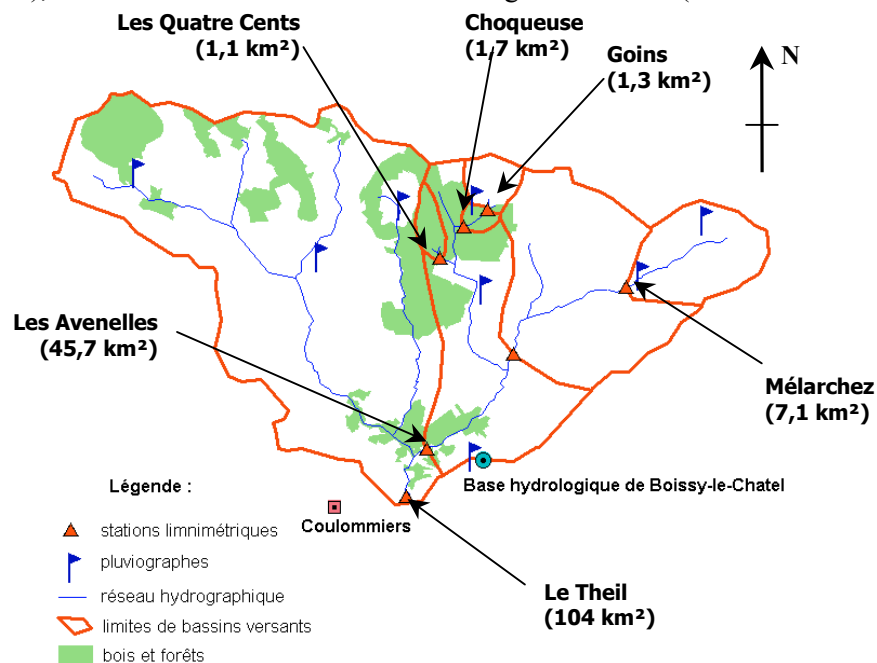 Les Quatre Cents
(1,1 km²)
Choqueuse
(1,7 km²)
Goins
(1,3 km²)
N
Les Avenelles
(45,7 km²)
Mélarchez
(7,1 km²)
Base hydrologique de Boissy-le-Chatel
Coulommiers
Le Theil
(104 km²)
Légende :
stations limnimétriques
pluviographes
réseau hydrographique
limites de bassins versants
bois et forêts